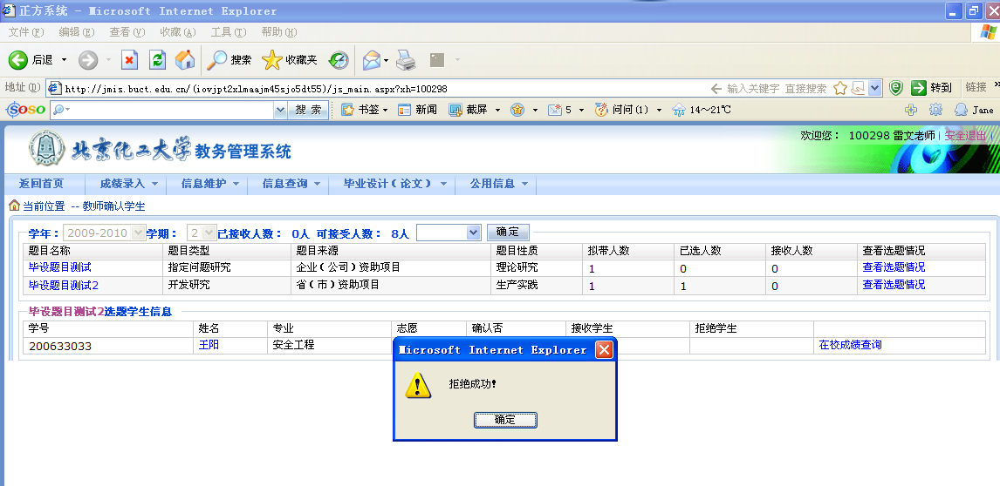 正方系统 - Microsoft Internet Explorer
文件(F) 编辑(E) 查看(V) 收藏(A) 工具(T) 帮助(H)
后退 搜索 收藏夹
地址(D) http://jmis.buct.edu.cn/(iovjpt2xlmaajm45sjo5dt55)/js_main.aspx?xh=100298 输入关键字 直接搜索 转到 链接 »
SOSO 搜 索 书签 新闻 截屏 5 问问(1) 14～21℃ Jane
北京化工大学教务管理系统 欢迎您： 100298 雷文老师 | 安全退出
返回首页 成绩录入 信息维护 信息查询 毕业设计(论文) 公用信息
当前位置 -- 教师确认学生
学年： 2009-2010 学期： 2 已接收人数： 0人 可接受人数： 8人 确定
题目名称 题目类型 题目来源 题目性质 拟带人数 已选人数 接收人数 查看选题情况
毕设题目测试 指定问题研究 企业(公司)资助项目 理论研究 1 0 0 查看选题情况
毕设题目测试2 开发研究 省(市)资助项目 生产实践 1 1 0 查看选题情况
毕设题目测试2选题学生信息
学号 姓名 专业 志愿 确认否 接收学生 拒绝学生
200633033 王阳 安全工程 在校成绩查询
Microsoft Internet Explorer
拒绝成功!
确定